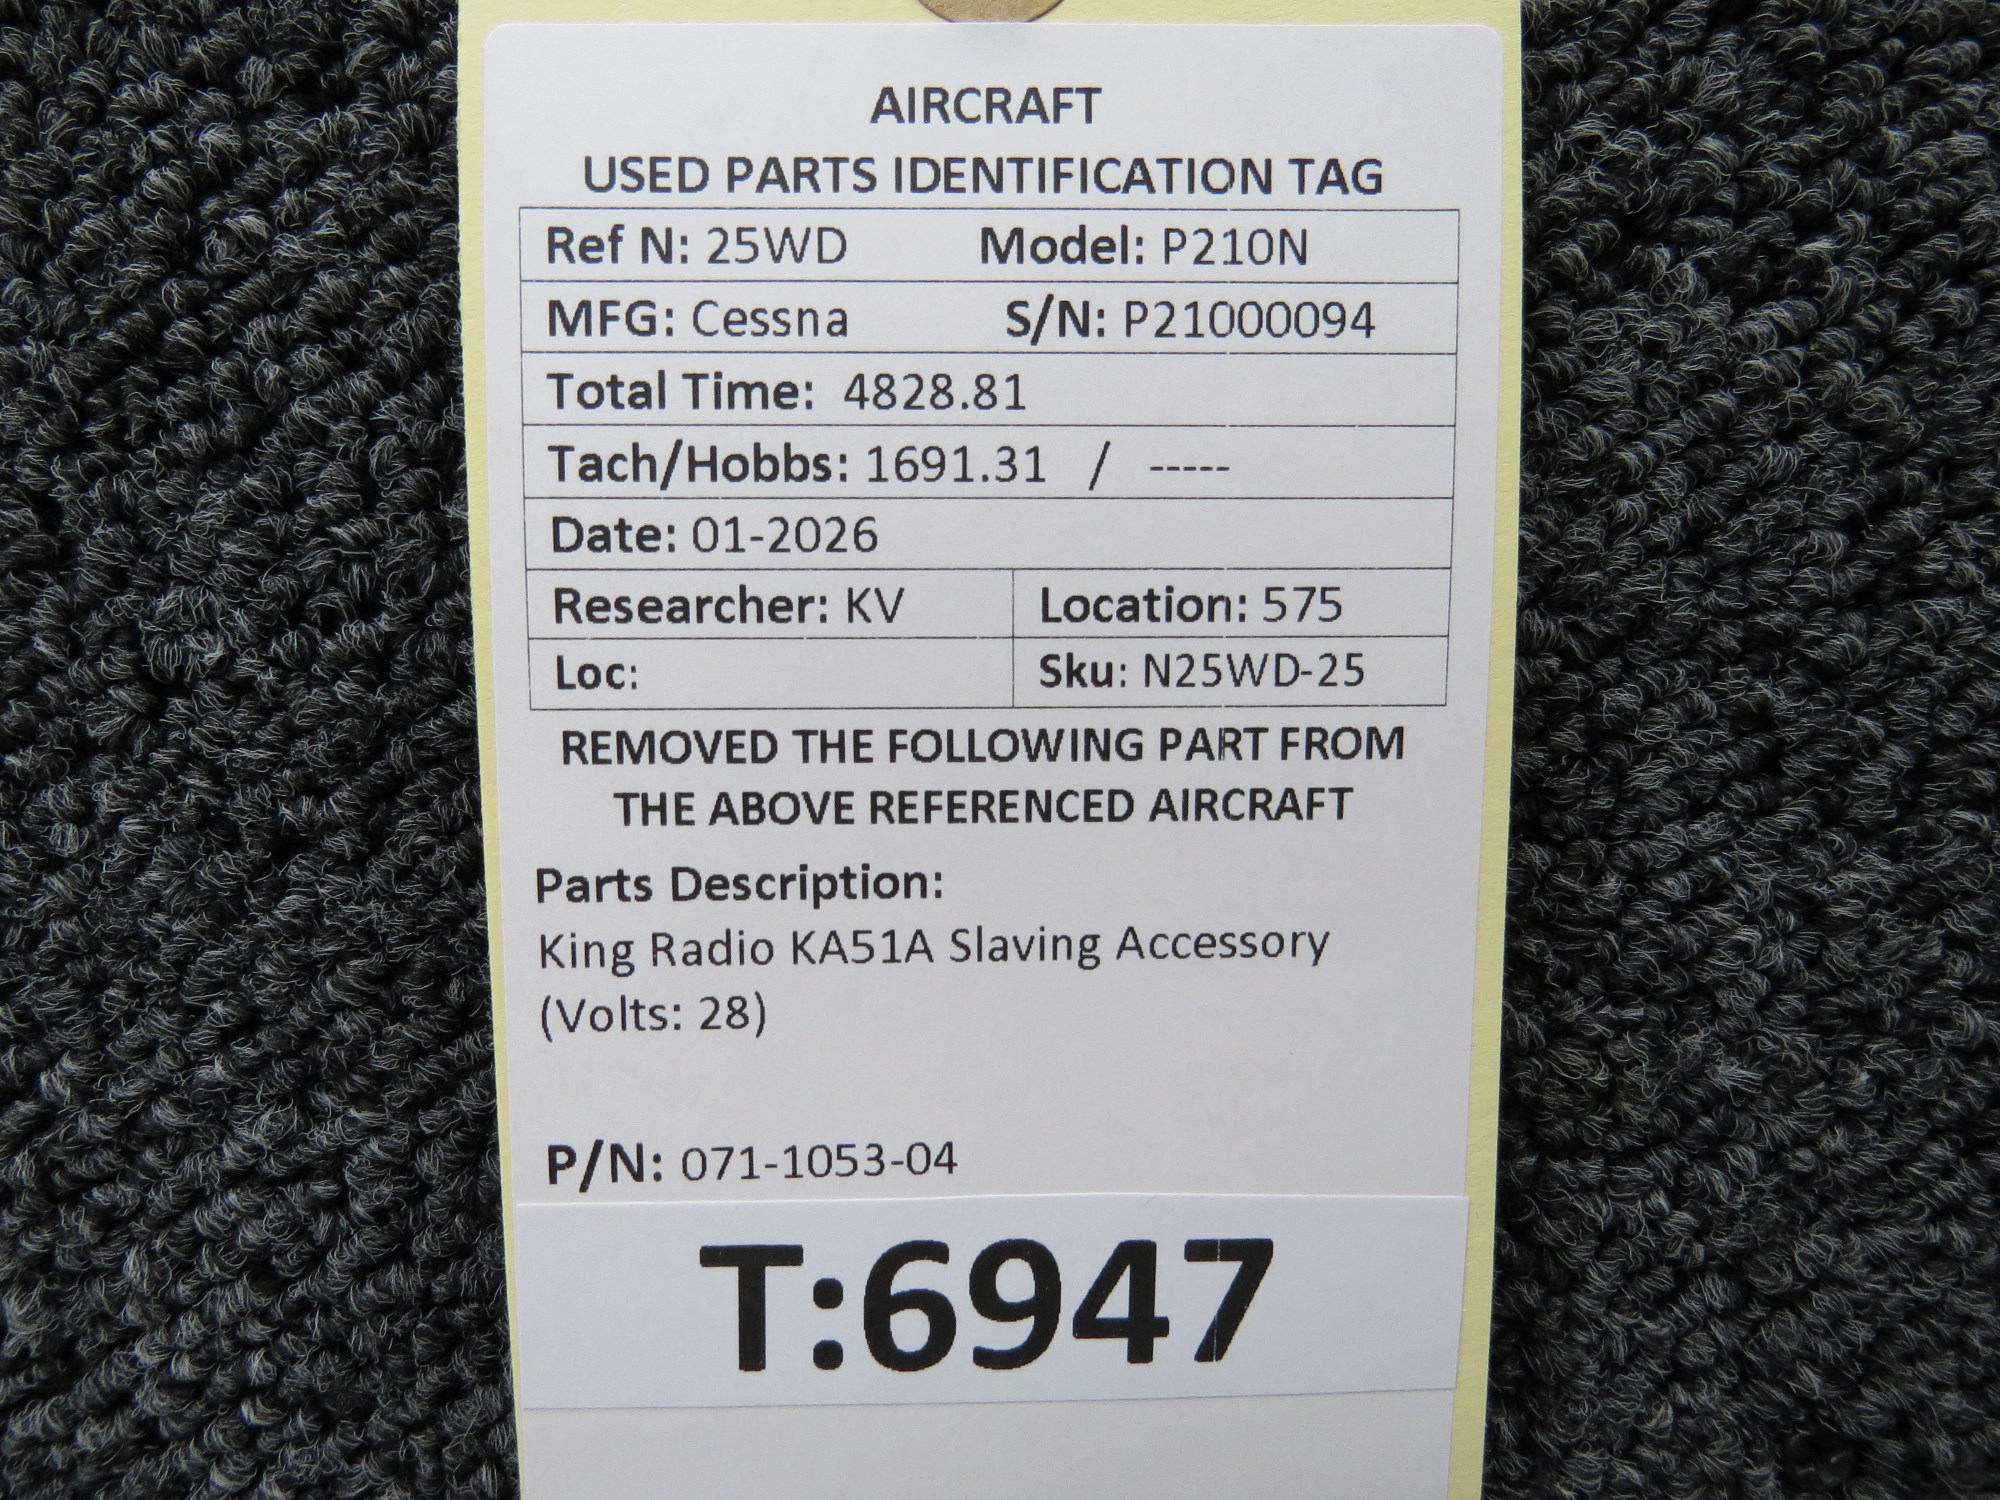 AIRCRAFT
USED PARTS IDENTIFICATION TAG
Ref N: 25WD Model: P210N
MFG: Cessna S/N: P21000094
Total Time: 4828.81
Tach/Hobbs: 1691.31 / -----
Date: 01-2026
Researcher: KV Location: 575
Loc: Sku: N25WD-25
REMOVED THE FOLLOWING PART FROM
THE ABOVE REFERENCED AIRCRAFT
Parts Description:
King Radio KA51A Slaving Accessory
(Volts: 28)
P/N: 071-1053-04
T:6947